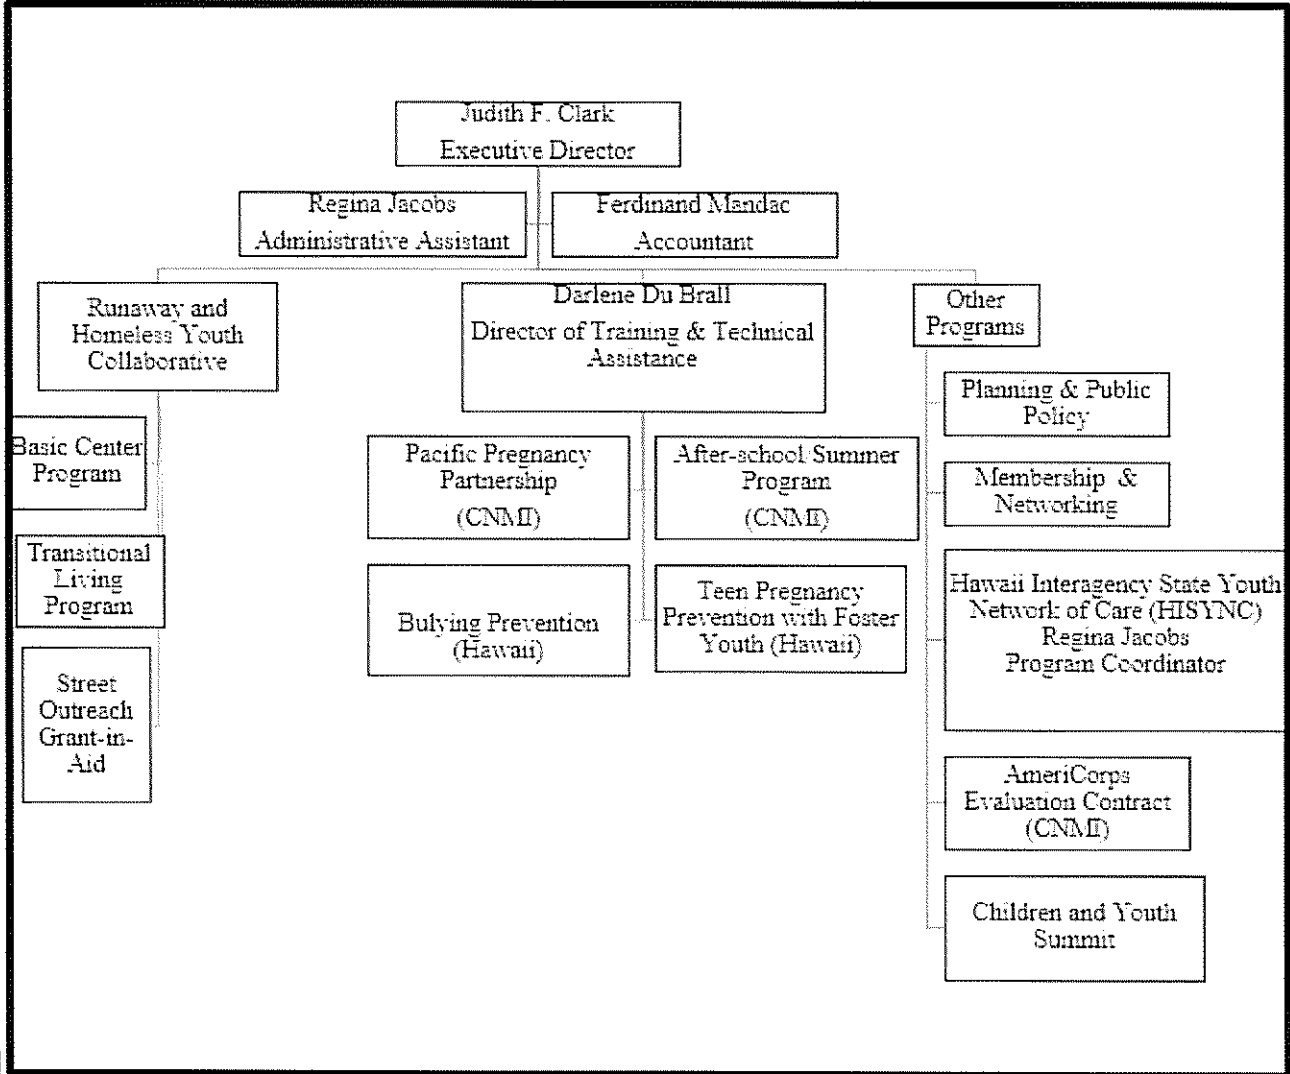 Judith F. Clark
Executive Director
Regina Jacobs
Administrative Assistant
Ferdinand Mandac
Accountant
Runaway and
Homeless Youth
Collaborative
Darlene Du Brall
Director of Training & Technical
Assistance
Other
Programs
Basic Center
Program
Transitional
Living
Program
Street
Outreach
Grant-in-
Aid
Pacific Pregnancy
Partnership
(CNMI)
After-school/Summer
Program
(CNMI)
Bulying Prevention
(Hawaii)
Teen Pregnancy
Prevention with Foster
Youth (Hawaii)
Planning & Public
Policy
Membership &
Networking
Hawaii Interagency State Youth
Network of Care (HISYNC)
Regina Jacobs
Program Coordinator
AmeriCorps
Evaluation Contract
(CNMI)
Children and Youth
Summit